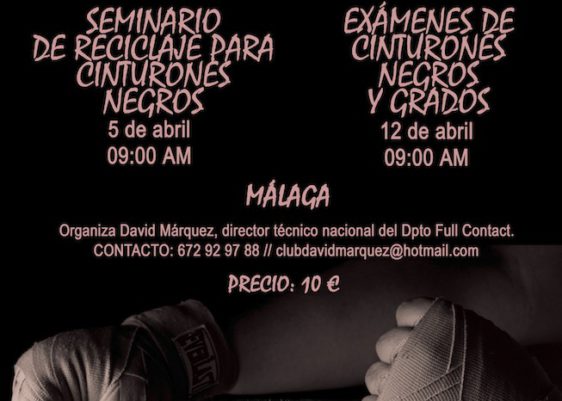 SEMINARIO
DE RECICLAJE PARA
CINTURONES
NEGROS
5 de abril
09:00 AM
EXÁMENES DE
CINTURONES
NEGROS
Y GRADOS
12 de abril
09:00 AM
MÁLAGA
Organiza David Márquez, director técnico nacional del Dpto Full Contact.
CONTACTO: 672 92 97 88 // clubdavidmarquez@hotmail.com
PRECIO: 10 €